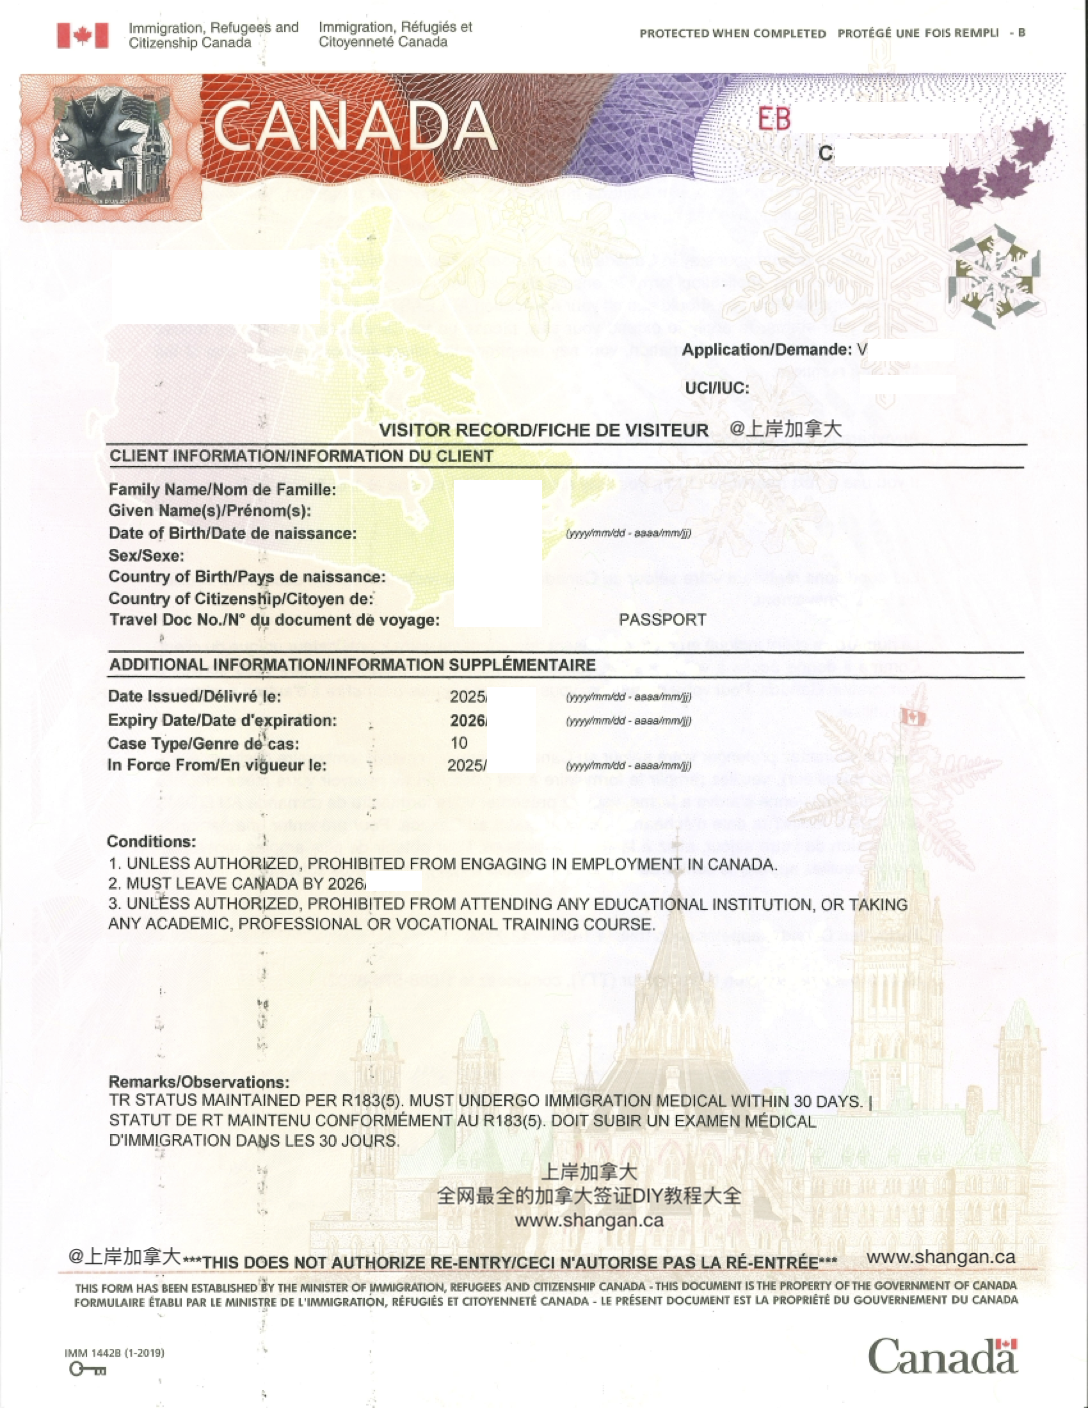 Immigration, Refugees and Citizenship Canada
Immigration, Réfugiés et Citoyenneté Canada
PROTECTED WHEN COMPLETED PROTÉGÉ UNE FOIS REMPLI - B
CANADA
EB
C
Application/Demande: V
UCI/IUC:
VISITOR RECORD/FICHE DE VISITEUR @上岸加拿大
CLIENT INFORMATION/INFORMATION DU CLIENT
Family Name/Nom de Famille:
Given Name(s)/Prénom(s):
Date of Birth/Date de naissance: (yyyy/mm/dd - aaaa/mm/jj)
Sex/Sexe:
Country of Birth/Pays de naissance:
Country of Citizenship/Citoyen de:
Travel Doc No./N° du document de voyage: PASSPORT
ADDITIONAL INFORMATION/INFORMATION SUPPLÉMENTAIRE
Date Issued/Délivré le: 2025/ (yyyy/mm/dd - aaaa/mm/jj)
Expiry Date/Date d'expiration: 2026/ (yyyy/mm/dd - aaaa/mm/jj)
Case Type/Genre de cas: 10
In Force From/En vigueur le: 2025/ (yyyy/mm/dd - aaaa/mm/jj)
Conditions:
1. UNLESS AUTHORIZED, PROHIBITED FROM ENGAGING IN EMPLOYMENT IN CANADA.
2. MUST LEAVE CANADA BY 2026/
3. UNLESS AUTHORIZED, PROHIBITED FROM ATTENDING ANY EDUCATIONAL INSTITUTION, OR TAKING
ANY ACADEMIC, PROFESSIONAL OR VOCATIONAL TRAINING COURSE.
Remarks/Observations:
TR STATUS MAINTAINED PER R183(5). MUST UNDERGO IMMIGRATION MEDICAL WITHIN 30 DAYS. |
STATUT DE RT MAINTENU CONFORMÉMENT AU R183(5). DOIT SUBIR UN EXAMEN MÉDICAL
D'IMMIGRATION DANS LES 30 JOURS.
上岸加拿大
全网最全的加拿大签证DIY教程大全
www.shangan.ca
@上岸加拿大 ***THIS DOES NOT AUTHORIZE RE-ENTRY/CECI N'AUTORISE PAS LA RÉ-ENTRÉE*** www.shangan.ca
THIS FORM HAS BEEN ESTABLISHED BY THE MINISTER OF IMMIGRATION, REFUGEES AND CITIZENSHIP CANADA - THIS DOCUMENT IS THE PROPERTY OF THE GOVERNMENT OF CANADA
FORMULAIRE ÉTABLI PAR LE MINISTRE DE L'IMMIGRATION, RÉFUGIÉS ET CITOYENNETÉ CANADA - LE PRÉSENT DOCUMENT EST LA PROPRIÉTÉ DU GOUVERNEMENT DU CANADA
IMM 1442B (1-2019)
Canada